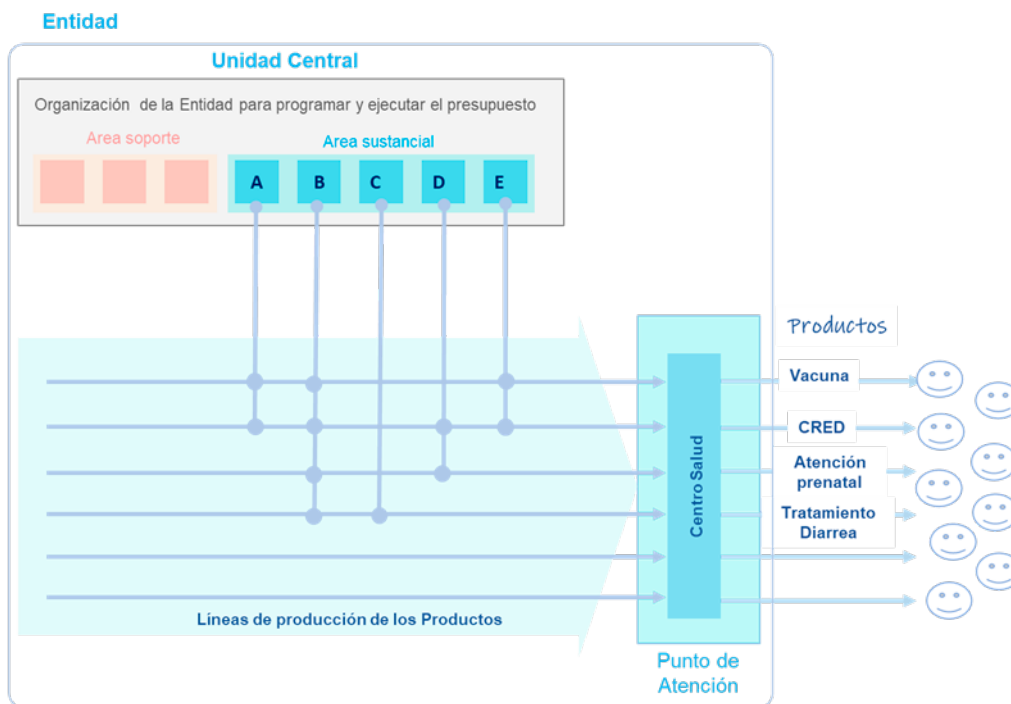 Entidad
Unidad Central
Organización de la Entidad para programar y ejecutar el presupuesto
Area soporte
Area sustancial
A
B
C
D
E
Productos
Vacuna
CRED
Atención
prenatal
Tratamiento
Diarrea
Centro Salud
Líneas de producción de los Productos
Punto de
Atención